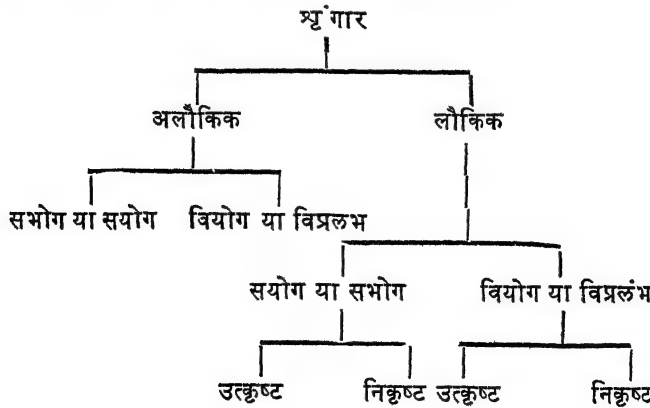 शृंगार
अलौकिक लौकिक
सभोग या सयोग वियोग या विप्रलभ
सयोग या सभोग वियोग या विप्रलंभ
उत्कृष्ट निकृष्ट उत्कृष्ट निकृष्ट